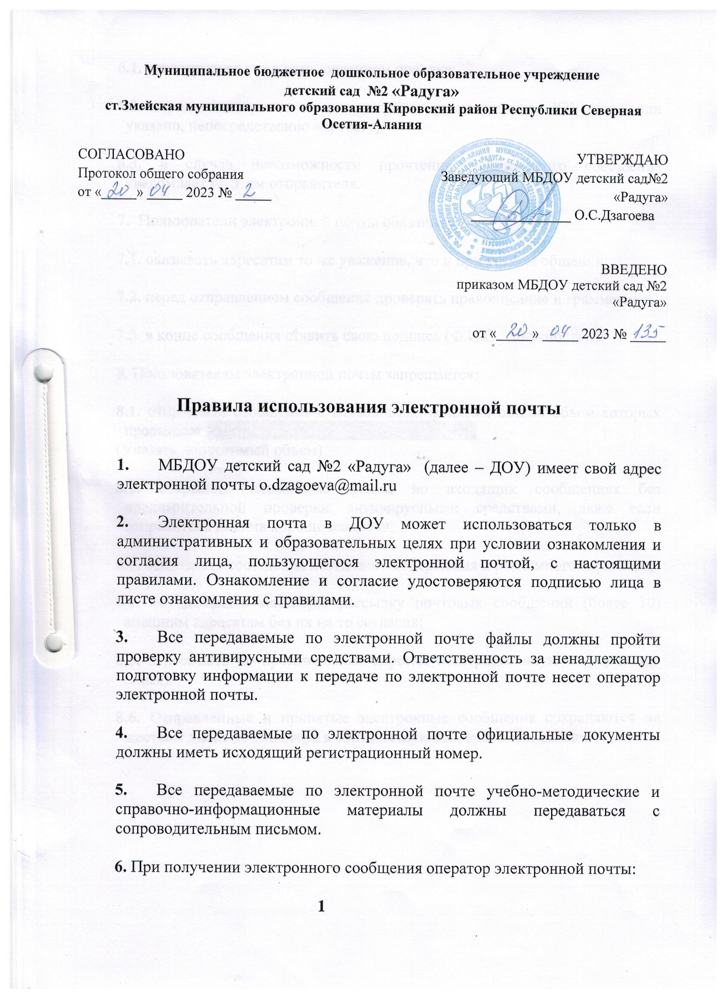 Муниципальное бюджетное дошкольное образовательное учреждение
детский сад №2 «Радуга»
ст.Змейская муниципального образования Кировский район Республики Северная
Осетия-Алания
СОГЛАСОВАНО
Протокол общего собрания
от «20» 04 2023 № 2
УТВЕРЖДАЮ
Заведующий МБДОУ детский сад№2
«Радуга»
О.С.Дзагоева
ВВЕДЕНО
приказом МБДОУ детский сад №2
«Радуга»
от «20» 04 2023 № 135
Правила использования электронной почты
1. МБДОУ детский сад №2 «Радуга» (далее – ДОУ) имеет свой адрес
электронной почты o.dzagoeva@mail.ru
2. Электронная почта в ДОУ может использоваться только в
административных и образовательных целях при условии ознакомления и
согласия лица, пользующегося электронной почтой, с настоящими
правилами. Ознакомление и согласие удостоверяются подписью лица в
листе ознакомления с правилами.
3. Все передаваемые по электронной почте файлы должны пройти
проверку антивирусными средствами. Ответственность за ненадлежащую
подготовку информации к передаче по электронной почте несет оператор
электронной почты.
4. Все передаваемые по электронной почте официальные документы
должны иметь исходящий регистрационный номер.
5. Все передаваемые по электронной почте учебно-методические и
справочно-информационные материалы должны передаваться с
сопроводительным письмом.
6. При получении электронного сообщения оператор электронной почты:
1